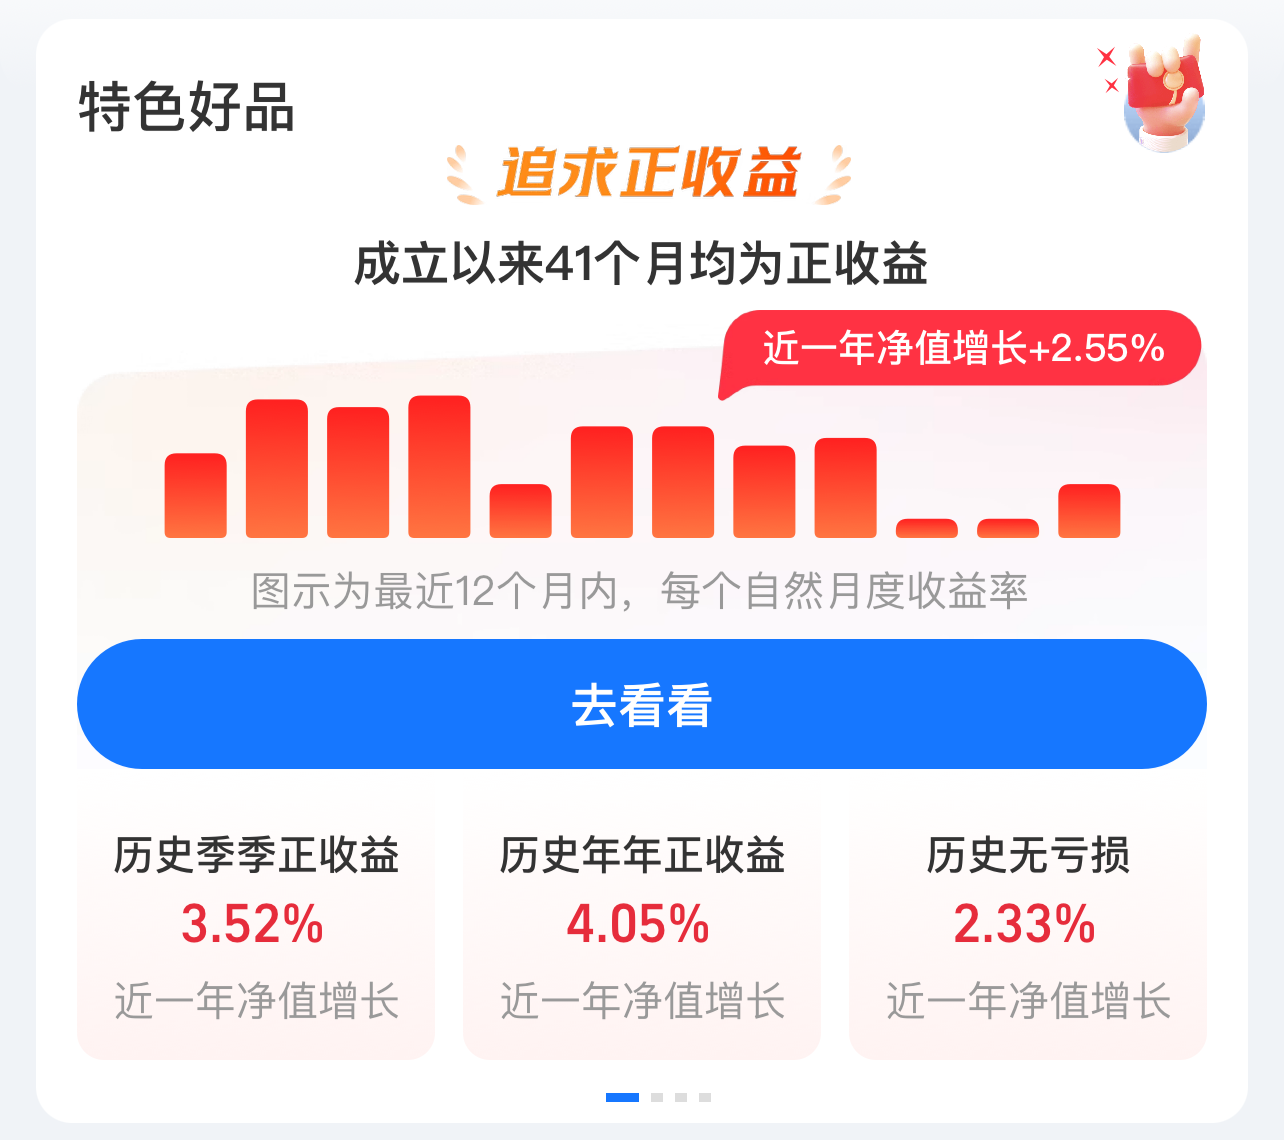 特色好品
追求正收益
成立以来41个月均为正收益
近一年净值增长+2.55%
图示为最近12个月内，每个自然月度收益率
去看看
历史季季正收益
3.52%
近一年净值增长
历史年年正收益
4.05%
近一年净值增长
历史无亏损
2.33%
近一年净值增长